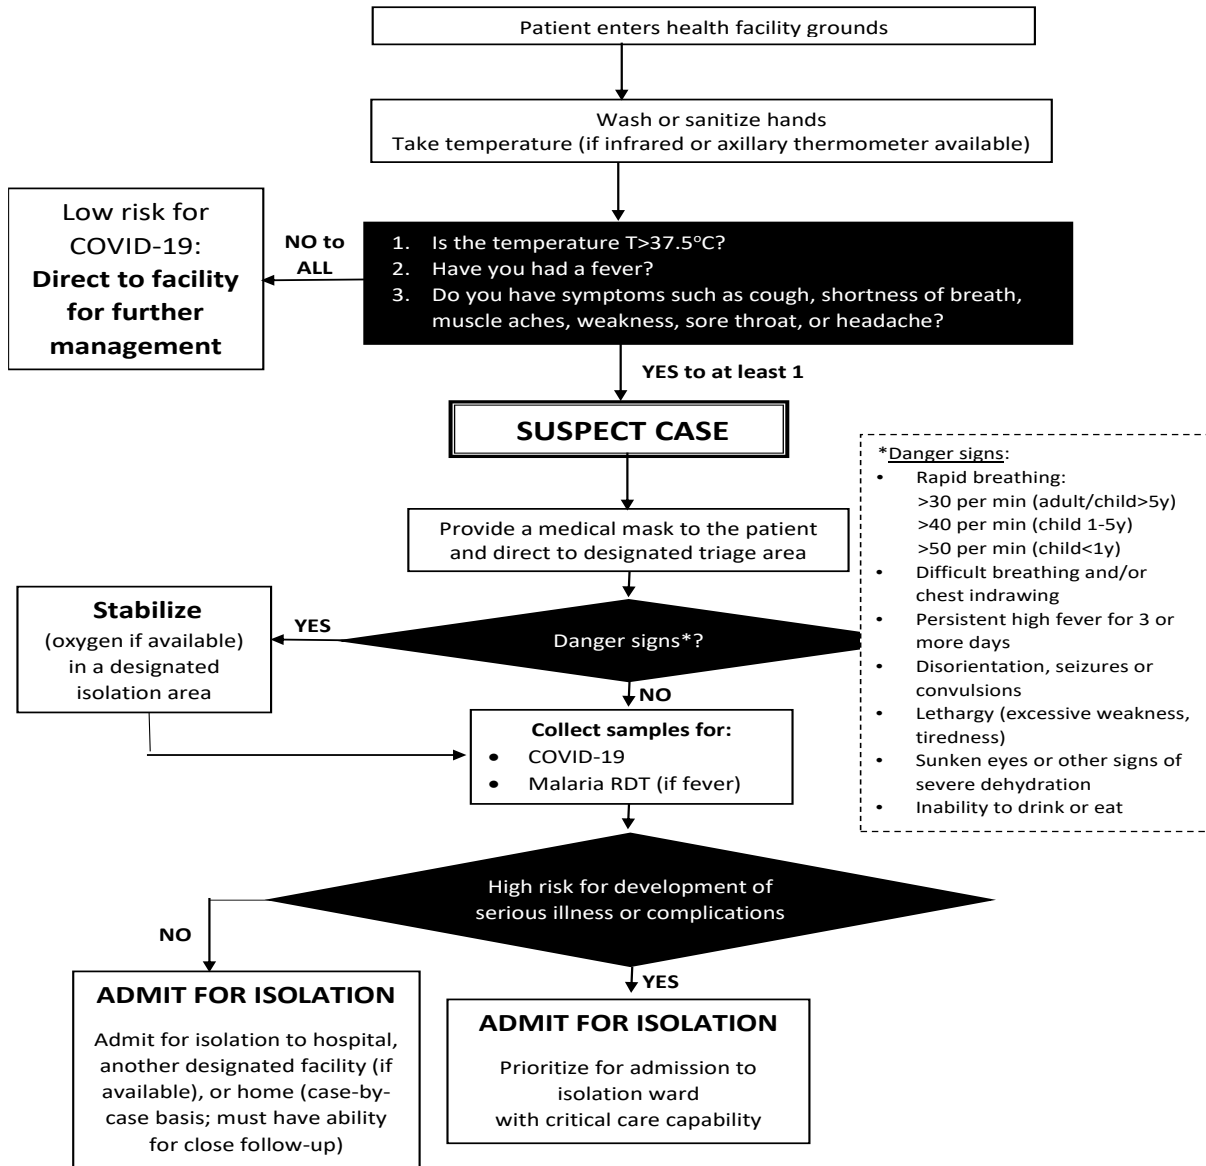 Patient enters health facility grounds
Wash or sanitize hands
Take temperature (if infrared or axillary thermometer available)
Low risk for
COVID-19:
Direct to facility
for further
management
NO to
ALL
1. Is the temperature T>37.5°C?
2. Have you had a fever?
3. Do you have symptoms such as cough, shortness of breath,
muscle aches, weakness, sore throat, or headache?
YES to at least 1
SUSPECT CASE
Provide a medical mask to the patient
and direct to designated triage area
*Danger signs:
• Rapid breathing:
>30 per min (adult/child>5y)
>40 per min (child 1-5y)
>50 per min (child<1y)
• Difficult breathing and/or
chest indrawing
• Persistent high fever for 3 or
more days
• Disorientation, seizures or
convulsions
• Lethargy (excessive weakness,
tiredness)
• Sunken eyes or other signs of
severe dehydration
• Inability to drink or eat
Danger signs*?
YES
Stabilize
(oxygen if available)
in a designated
isolation area
NO
Collect samples for:
• COVID-19
• Malaria RDT (if fever)
High risk for development of
serious illness or complications
NO
ADMIT FOR ISOLATION
Admit for isolation to hospital,
another designated facility (if
available), or home (case-by-
case basis; must have ability
for close follow-up)
YES
ADMIT FOR ISOLATION
Prioritize for admission to
isolation ward
with critical care capability